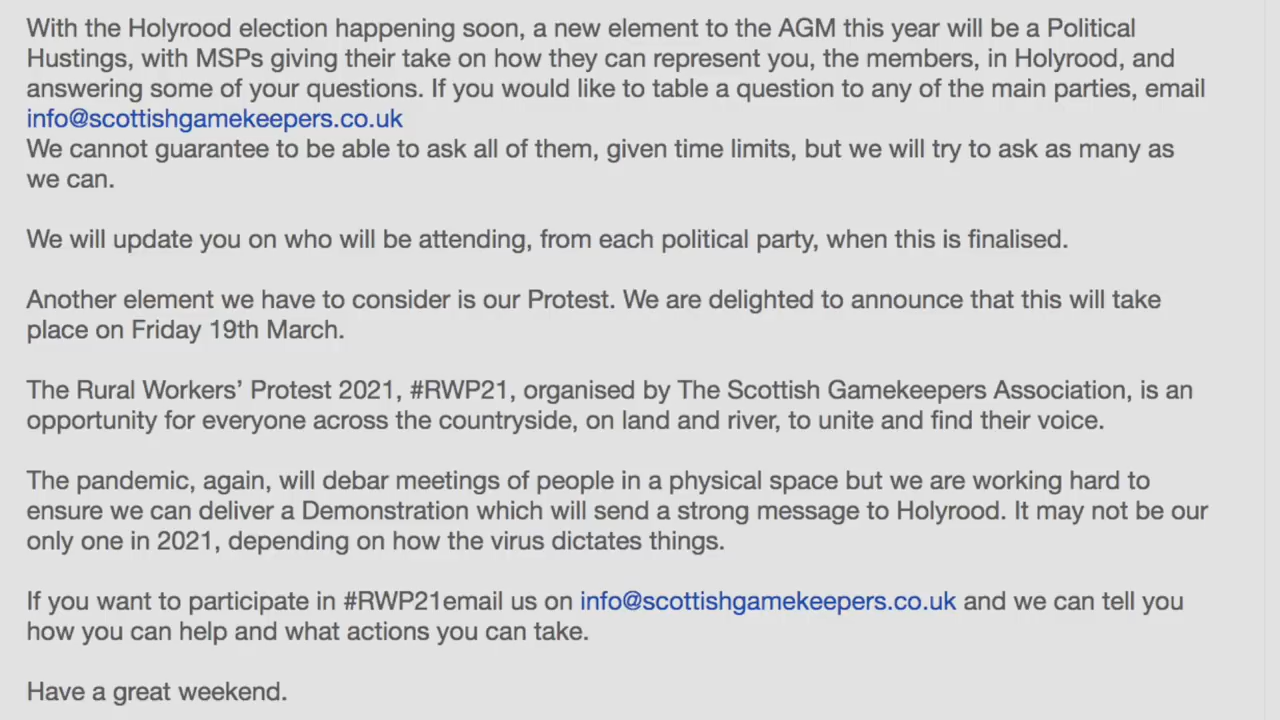 With the Holyrood election happening soon, a new element to the AGM this year will be a Political
Hustings, with MSPs giving their take on how they can represent you, the members, in Holyrood, and
answering some of your questions. If you would like to table a question to any of the main parties, email
info@scottishgamekeepers.co.uk
We cannot guarantee to be able to ask all of them, given time limits, but we will try to ask as many as
we can.
We will update you on who will be attending, from each political party, when this is finalised.
Another element we have to consider is our Protest. We are delighted to announce that this will take
place on Friday 19th March.
The Rural Workers’ Protest 2021, #RWP21, organised by The Scottish Gamekeepers Association, is an
opportunity for everyone across the countryside, on land and river, to unite and find their voice.
The pandemic, again, will debar meetings of people in a physical space but we are working hard to
ensure we can deliver a Demonstration which will send a strong message to Holyrood. It may not be our
only one in 2021, depending on how the virus dictates things.
If you want to participate in #RWP21email us on info@scottishgamekeepers.co.uk and we can tell you
how you can help and what actions you can take.
Have a great weekend.